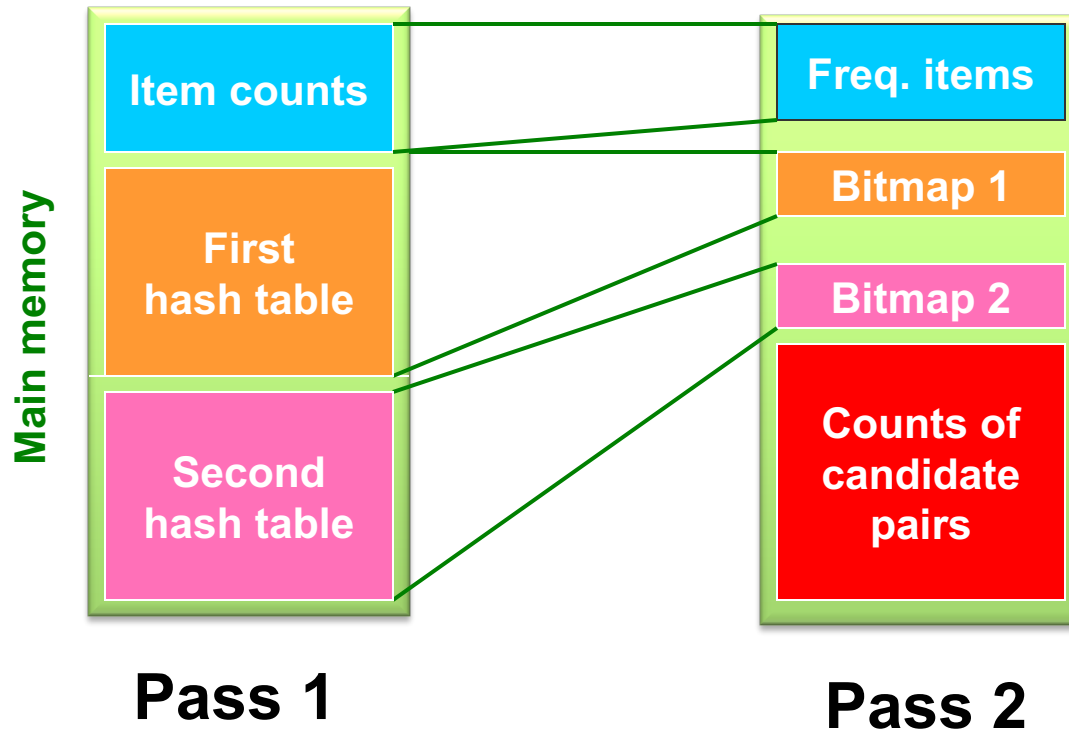 Main memory
Item counts
First
hash table
Second
hash table
Pass 1
Freq. items
Bitmap 1
Bitmap 2
Counts of
candidate
pairs
Pass 2